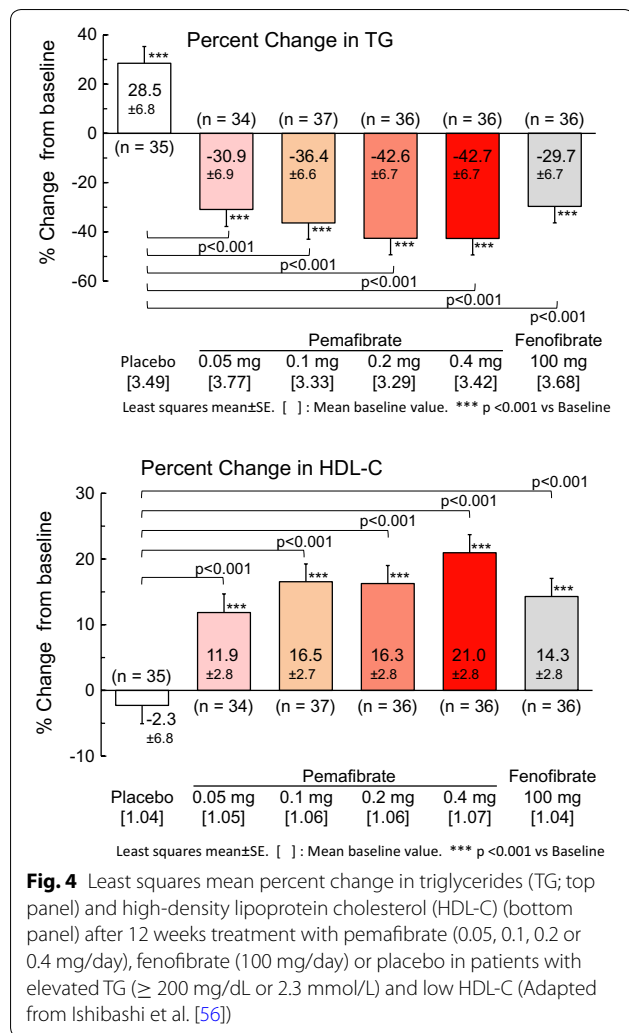 Percent Change in TG
% Change from baseline
40
20
0
-20
-40
-60
***
28.5
±6.8
(n = 35)
(n = 34) (n = 37) (n = 36) (n = 36) (n = 36)
-30.9 -36.4 -42.6 -42.7 -29.7
±6.9 ±6.6 ±6.7 ±6.7 ±6.7
*** *** *** *** ***
p<0.001
p<0.001
p<0.001
p<0.001
p<0.001
Pemafibrate Fenofibrate
Placebo 0.05 mg 0.1 mg 0.2 mg 0.4 mg 100 mg
[3.49] [3.77] [3.33] [3.29] [3.42] [3.68]
Least squares mean±SE. [ ] : Mean baseline value. *** p <0.001 vs Baseline
Percent Change in HDL-C
% Change from baseline
30
20
10
0
-10
p<0.001
p<0.001
p<0.001
p<0.001
p<0.001
*** *** *** *** ***
11.9 16.5 16.3 21.0 14.3
±2.8 ±2.7 ±2.8 ±2.8 ±2.8
(n = 35)
-2.3
±6.8
(n = 34) (n = 37) (n = 36) (n = 36) (n = 36)
Pemafibrate Fenofibrate
Placebo 0.05 mg 0.1 mg 0.2 mg 0.4 mg 100 mg
[1.04] [1.05] [1.06] [1.06] [1.07] [1.04]
Least squares mean±SE. [ ] : Mean baseline value. *** p <0.001 vs Baseline
Fig. 4 Least squares mean percent change in triglycerides (TG; top
panel) and high-density lipoprotein cholesterol (HDL-C) (bottom
panel) after 12 weeks treatment with pemafibrate (0.05, 0.1, 0.2 or
0.4 mg/day), fenofibrate (100 mg/day) or placebo in patients with
elevated TG (≥ 200 mg/dL or 2.3 mmol/L) and low HDL-C (Adapted
from Ishibashi et al. [56])